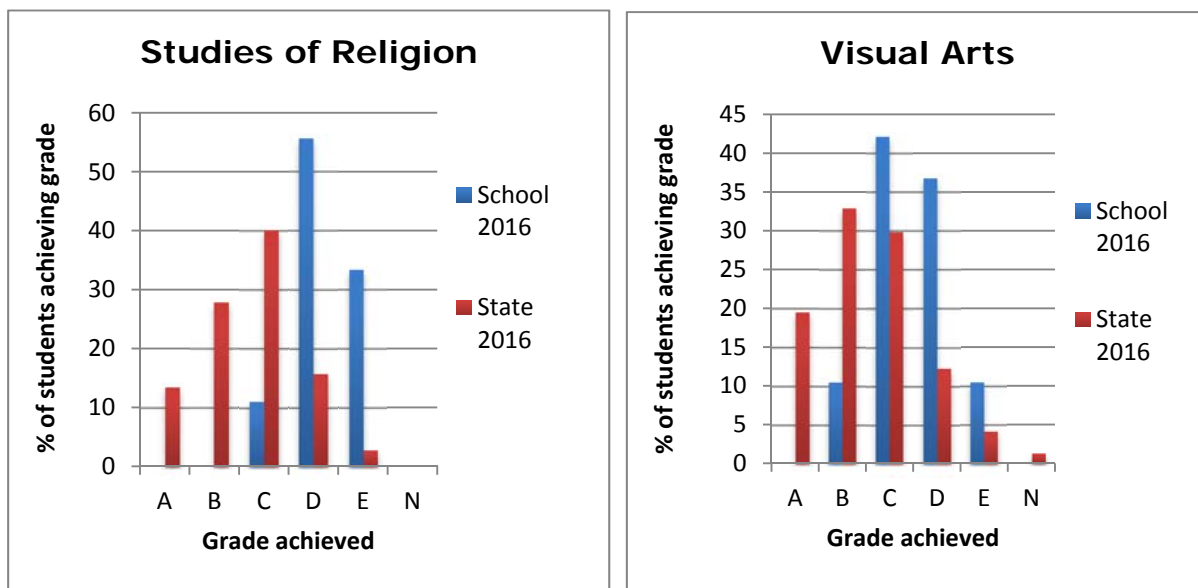 Studies of Religion
% of students achieving grade
60
50
40
30
20
10
0
A B C D E N
Grade achieved
School
2016
State
2016
Visual Arts
% of students achieving grade
45
40
35
30
25
20
15
10
5
0
A B C D E N
Grade achieved
School
2016
State
2016